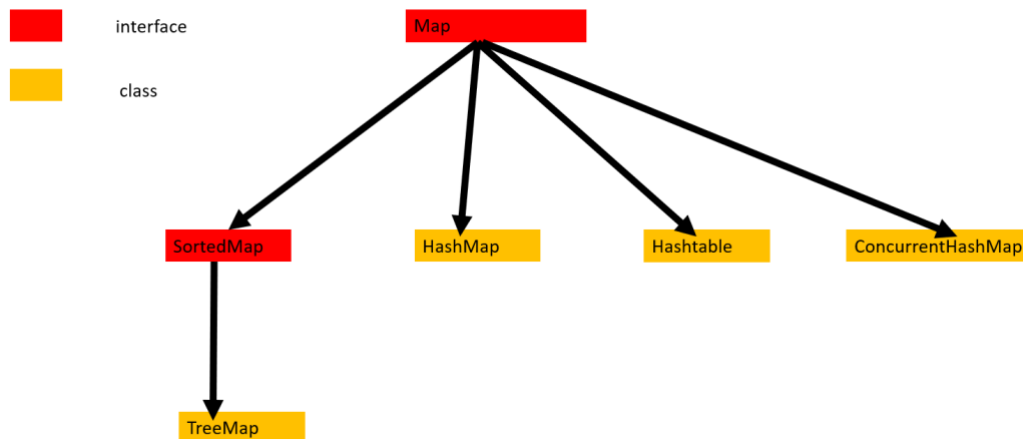 interface
Map
class
SortedMap
HashMap
Hashtable
ConcurrentHashMap
TreeMap